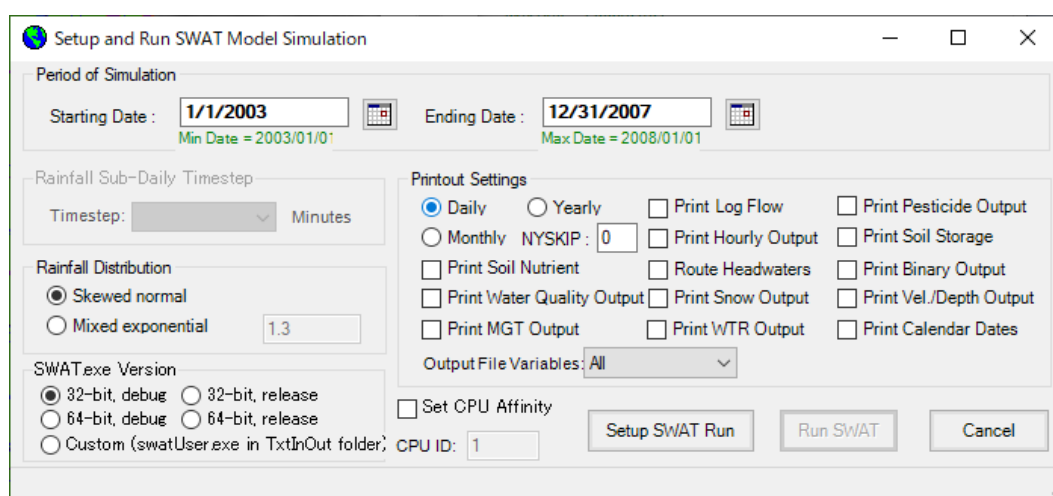 Setup and Run SWAT Model Simulation
Period of Simulation
Starting Date : 1/1/2003 Ending Date : 12/31/2007
Min Date = 2003/01/01 Max Date = 2008/01/01
Rainfall Sub-Daily Timestep
Timestep: Minutes
Rainfall Distribution
Skewed normal
Mixed exponential 1.3
SWAT.exe Version
32-bit, debug 32-bit, release
64-bit, debug 64-bit, release
Custom (swatUser.exe in TxtInOut folder)
Printout Settings
Daily Yearly Print Log Flow Print Pesticide Output
Monthly NYSKIP : 0 Print Hourly Output Print Soil Storage
Print Soil Nutrient Route Headwaters Print Binary Output
Print Water Quality Output Print Snow Output Print Vel./Depth Output
Print MGT Output Print WTR Output Print Calendar Dates
Output File Variables: All
Set CPU Affinity
CPU ID: 1
Setup SWAT Run Run SWAT Cancel